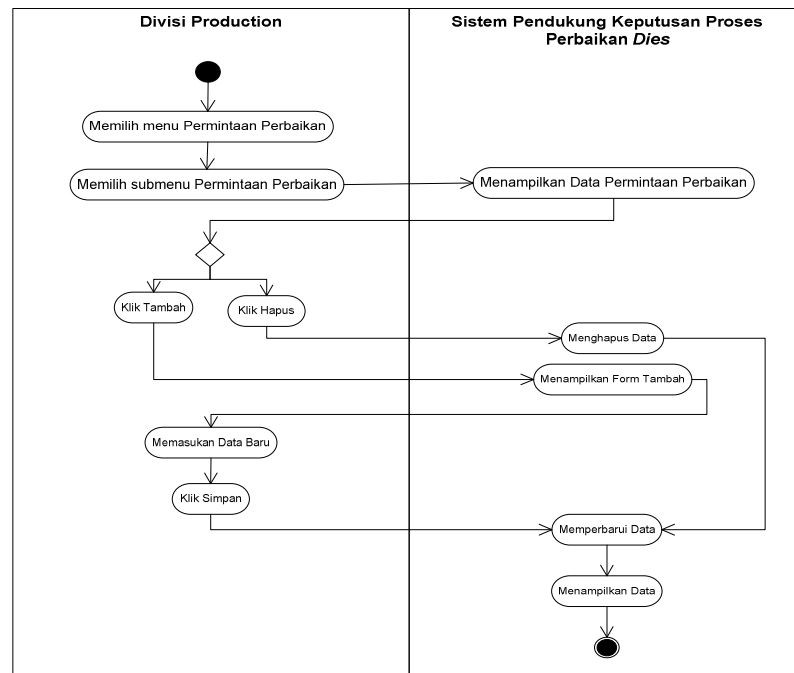 Divisi Production
Sistem Pendukung Keputusan Proses
Perbaikan Dies
Memilih menu Permintaan Perbaikan
Memilih submenu Permintaan Perbaikan
Menampilkan Data Permintaan Perbaikan
Klik Tambah
Klik Hapus
Menghapus Data
Menampilkan Form Tambah
Memasukan Data Baru
Klik Simpan
Memperbarui Data
Menampilkan Data